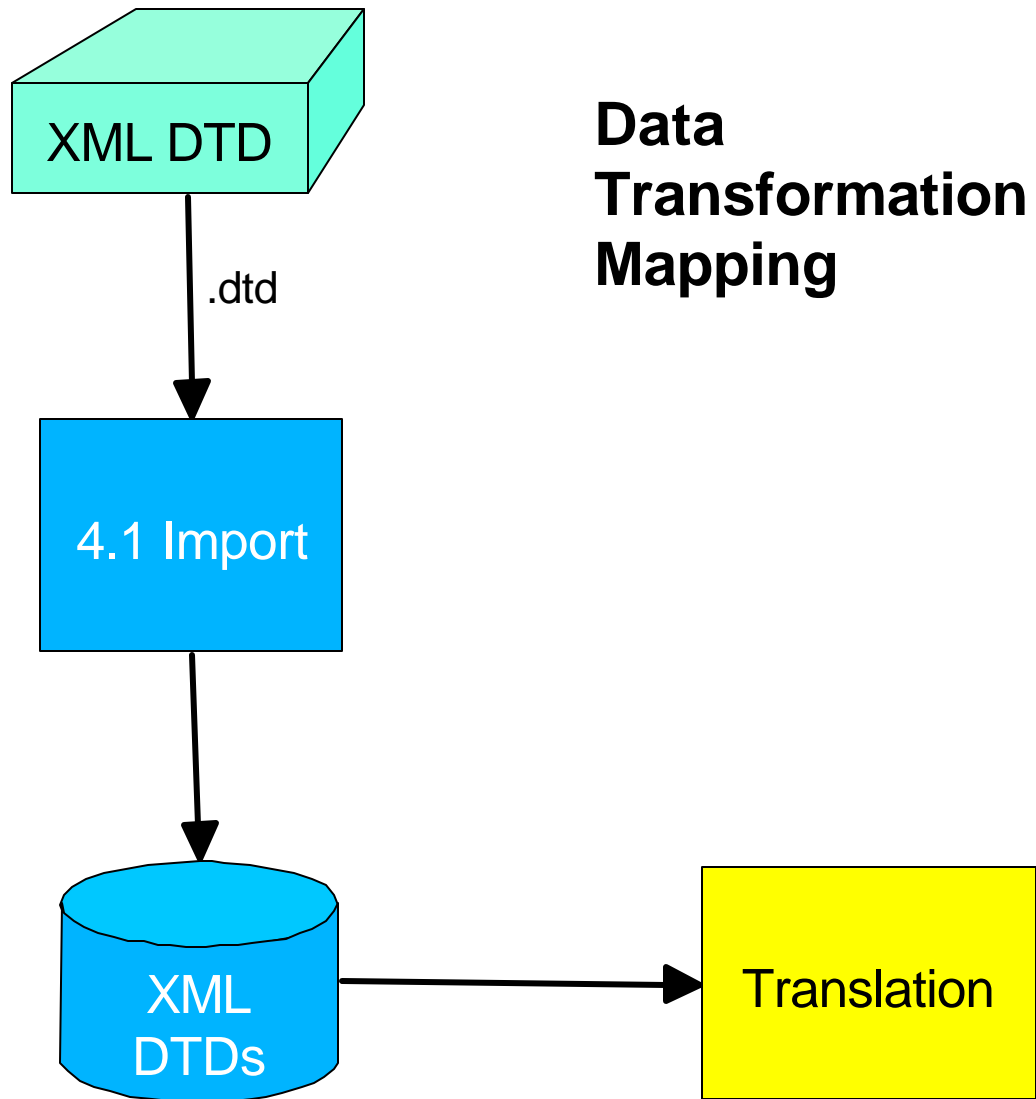 XML DTD
Data
Transformation
Mapping
.dtd
4.1 Import
XML
DTDs
Translation